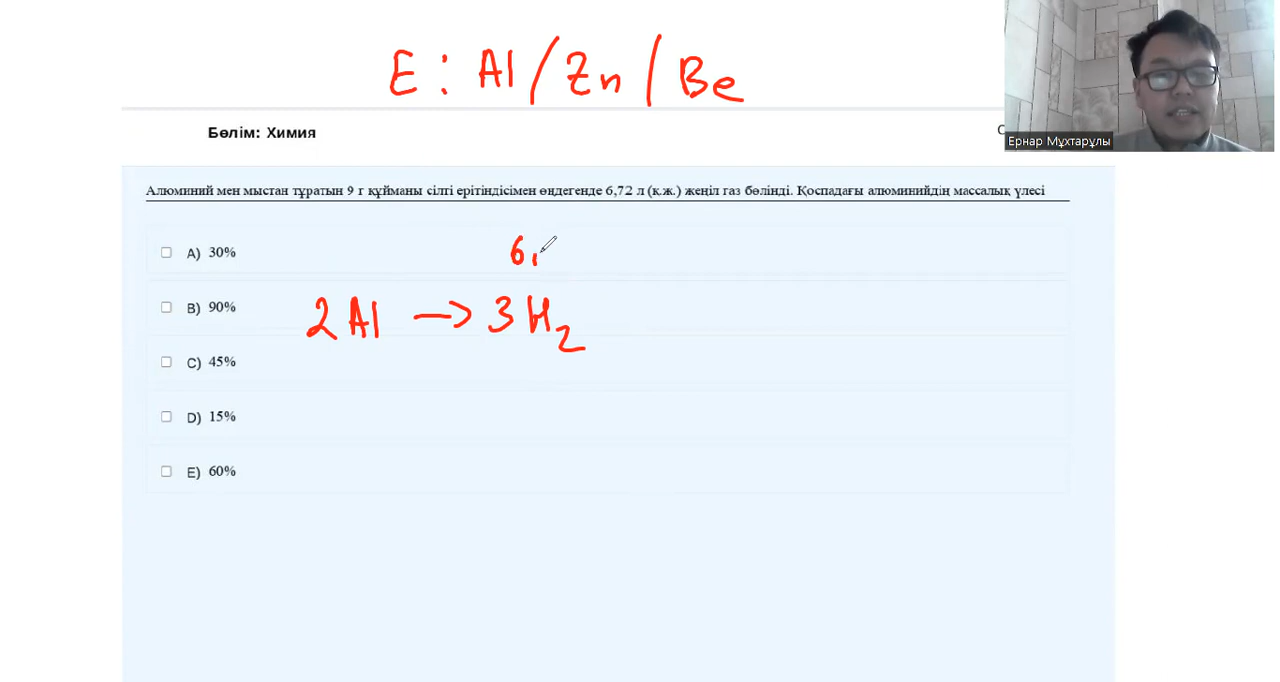 E : Al / Zn / Be
Бөлім: Химия
С
Ернар Мұхтарұлы
Алюминий мен мыстан тұратын 9 г құйманы сілті ерітіндісімен өңдегенде 6,72 л (қ.ж.) жеңіл газ бөлінді. Қоспадағы алюминийдің массалық үлесі
A) 30%
6,
B) 90%
2 Al → 3 H2
C) 45%
D) 15%
E) 60%